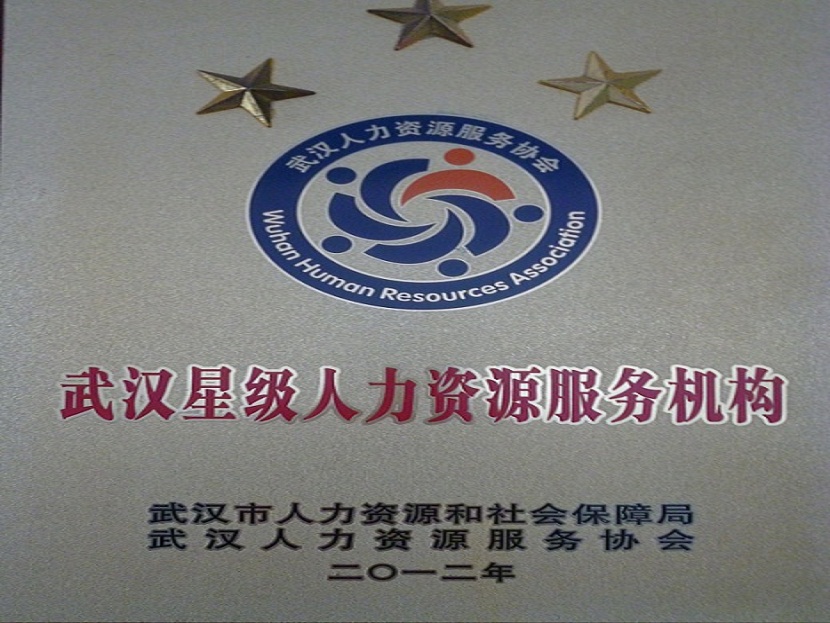 武汉人力资源服务协会
Wuhan Human Resources Association
武汉星级人力资源服务机构
武汉市人力资源和社会保障局
武汉人力资源服务协会
二〇一二年